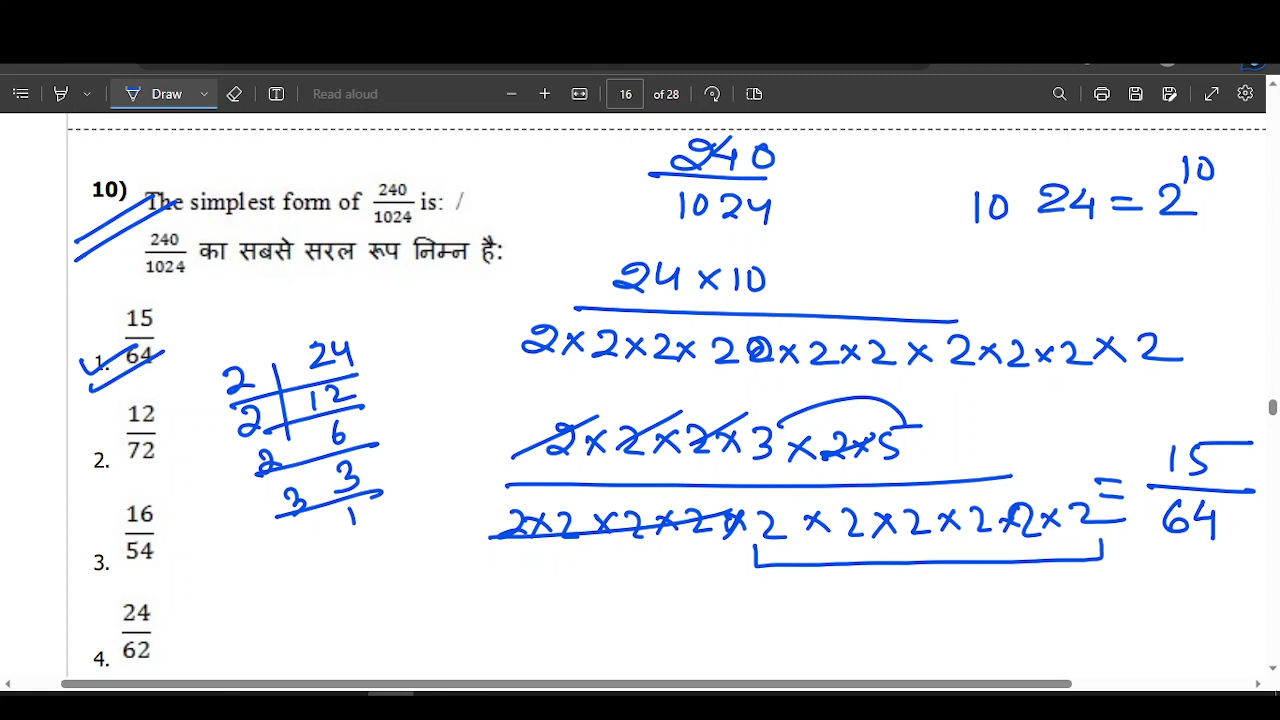 Draw
Read aloud
16 of 28
10) The simplest form of 240/1024 is: /
240/1024 का सबसे सरल रूप निम्न है:
1. 15/64
2. 12/72
3. 16/54
4. 24/62
240
1024
10 24 = 2^10
24 × 10
2 × 2 × 2 × 2 × 2 × 2 × 2 × 2 × 2 × 2
2 × 2 × 2 × 3 × 2 × 5
2 × 2 × 2 × 2 × 2 × 2 × 2 × 2 × 2 × 2
= 15/64
2 | 24
2 | 12
2 6
3 3
1